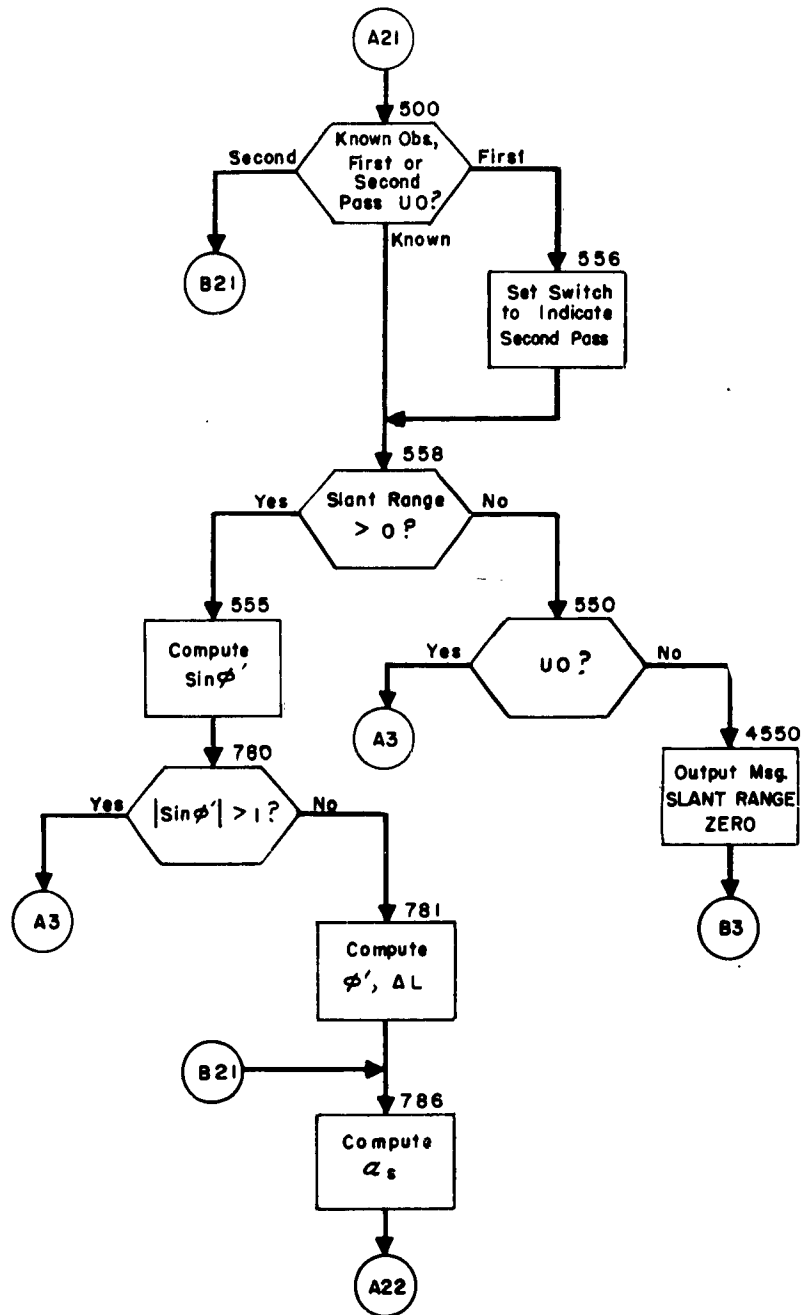 A21
500
Known Obs.,
First or
Second
Pass UO?
Second
First
Known
B21
556
Set Switch
to Indicate
Second Pass
558
Slant Range
> 0?
Yes
No
555
Compute
Sinφ'
550
UO?
Yes
No
A3
4550
Output Msg.
SLANT RANGE
ZERO
B3
780
|Sinφ'| > 1?
Yes
No
A3
781
Compute
φ', ΔL
B21
786
Compute
αs
A22